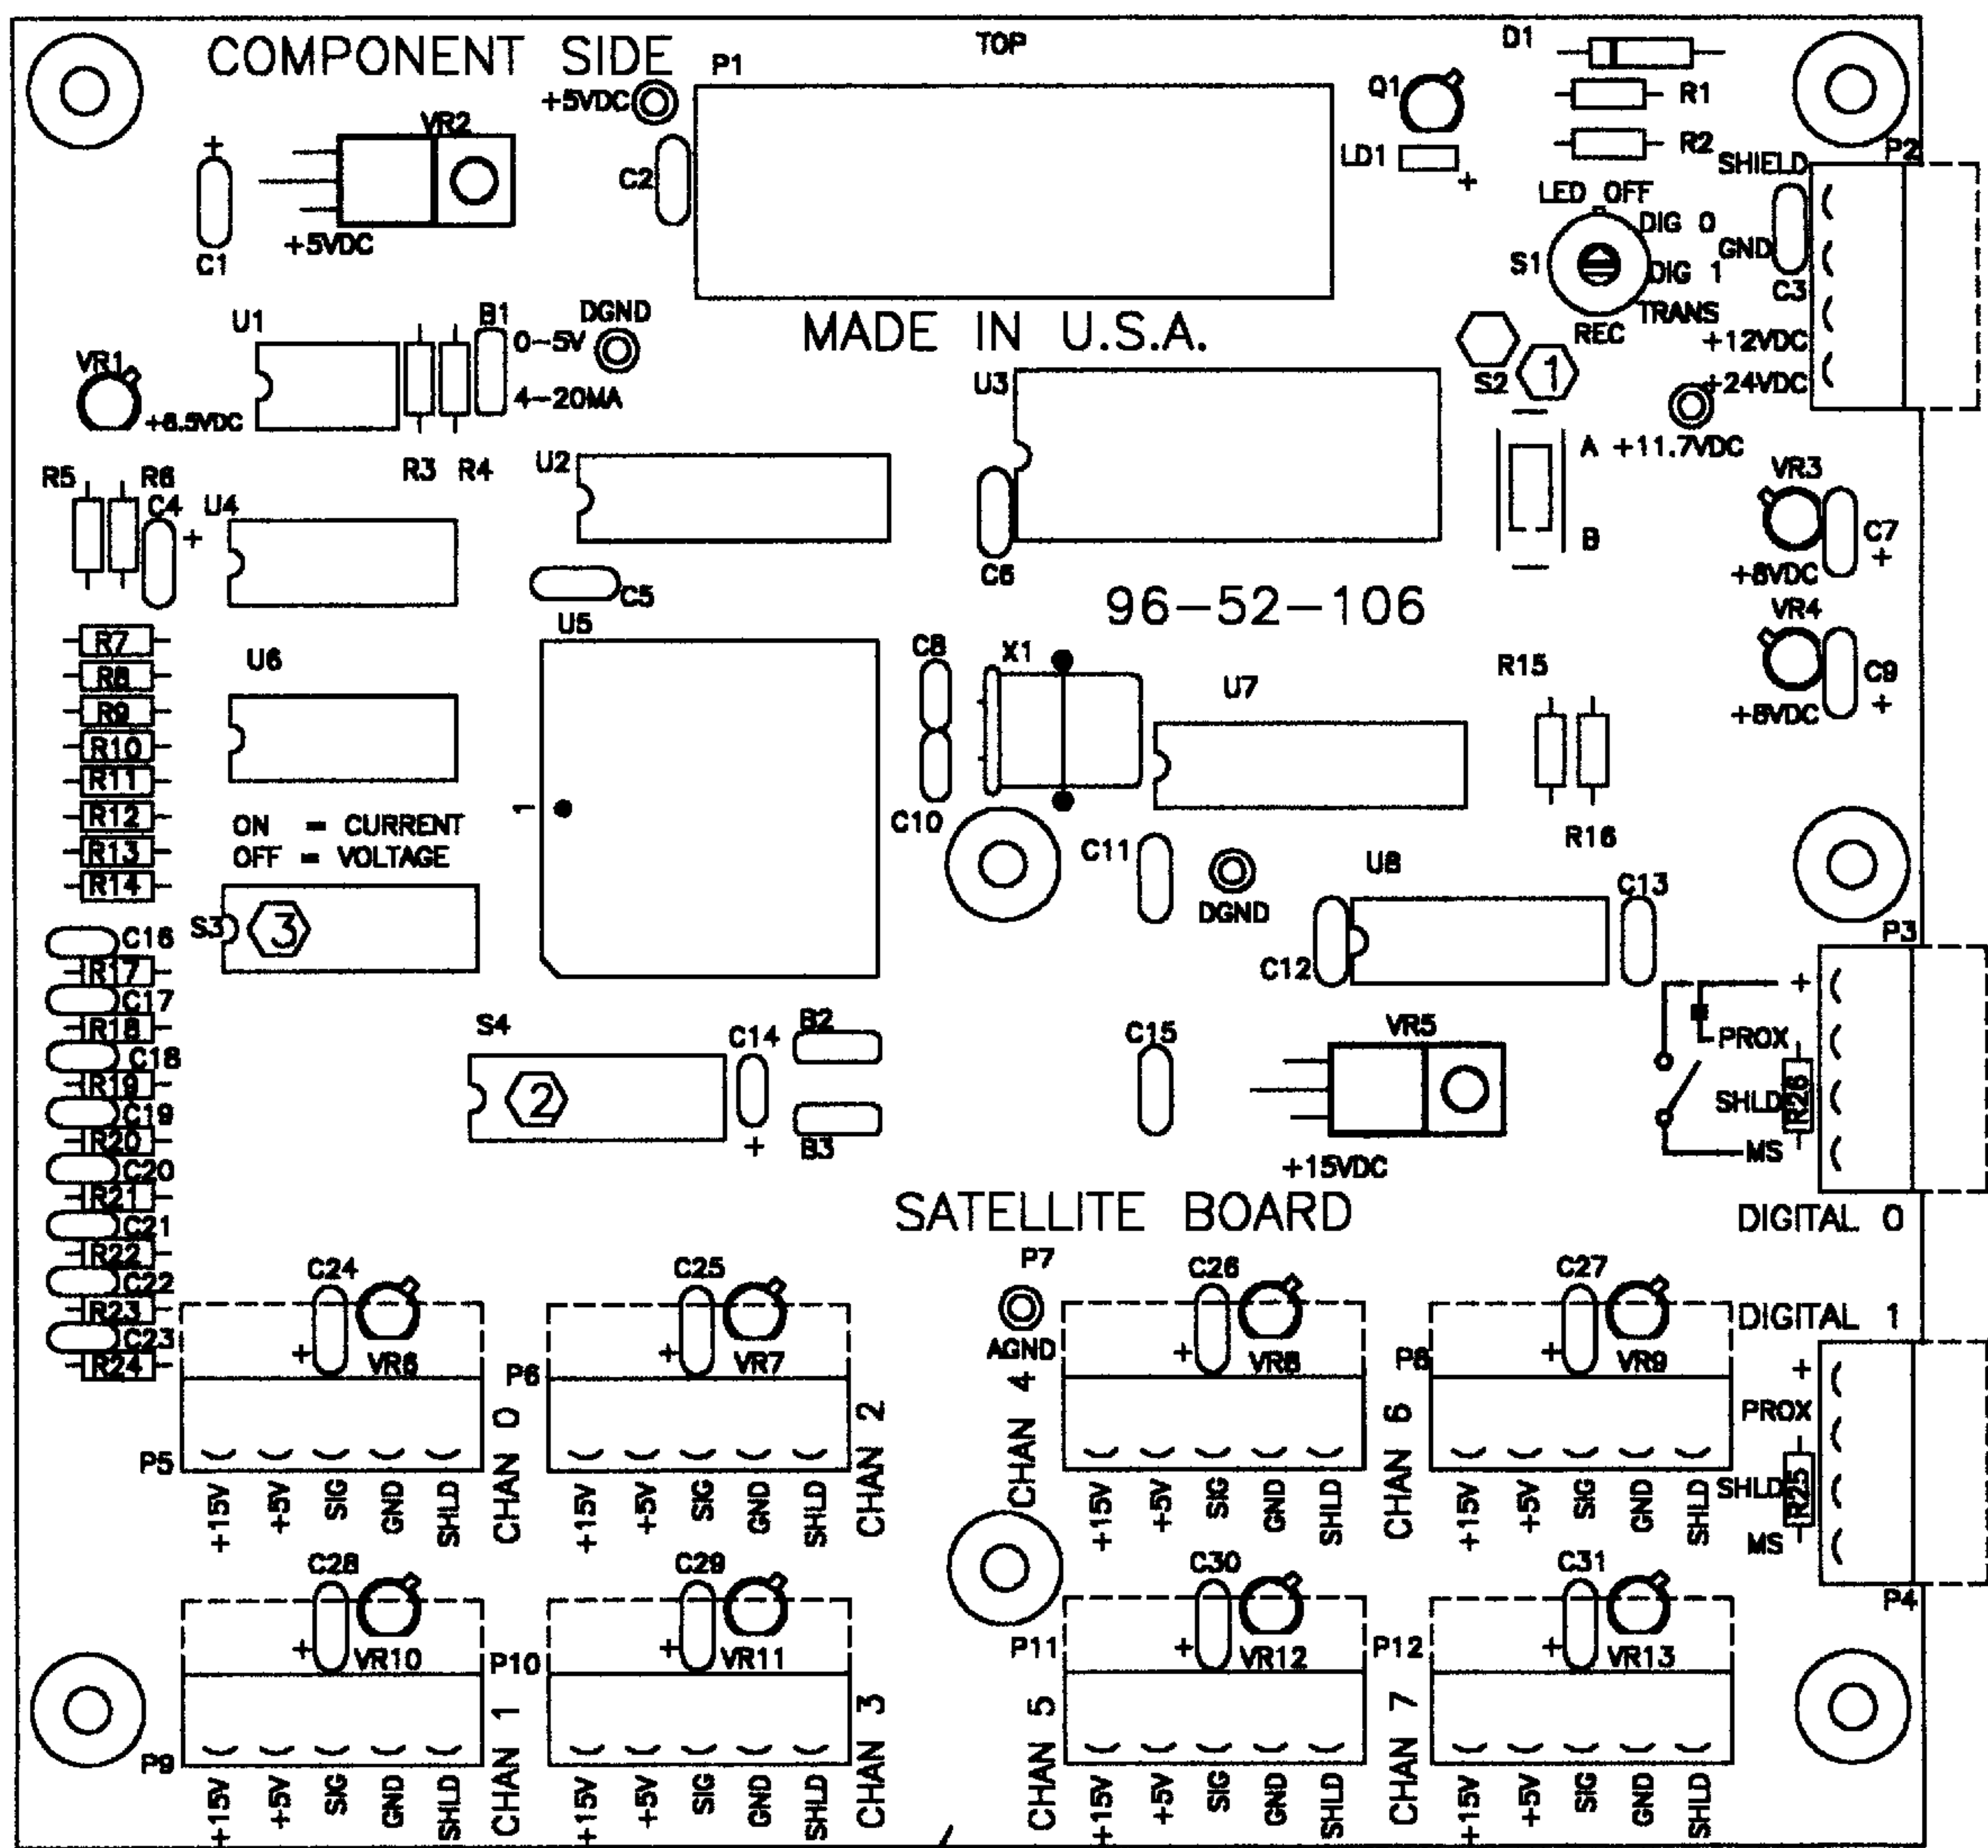 COMPONENT SIDE
TOP
D1
P1
+5VDC
Q1
R1
VR2
LD1
+
R2
P2
SHIELD
+
C2
LED OFF
DIG 0
GND
S1
DIG 1
C1
+5VDC
C3
TRANS
REC
U1
B1
DGND
0-5V
MADE IN U.S.A.
+12VDC
VR1
4-20MA
U3
S2
1
+24VDC
+6.5VDC
R3
R4
U2
A
+11.7VDC
VR3
R5
R6
C4
U4
+
C7
+
B
C6
+8VDC
C5
96-52-106
U5
VR4
R7
R8
U6
C8
X1
R15
U7
C9
+
+8VDC
R9
R10
R11
R12
1
C10
ON = CURRENT
OFF = VOLTAGE
R13
R14
R16
C11
U8
C13
DGND
S3
3
C16
R17
C12
P3
C17
+
R18
S4
C14
B2
C15
VR5
PROX
C18
R19
2
SHLD
R26
C19
R20
+
B3
MS
+15VDC
C20
R21
SATELLITE BOARD
DIGITAL 0
C21
R22
C24
C25
P7
C26
C27
C22
R23
DIGITAL 1
C23
R24
+
VR6
P6
+
VR7
AGND
+
VR8
P8
+
VR9
+
PROX
P5
CHAN 0
CHAN 2
CHAN 4
CHAN 6
SHLD
R25
MS
+15V
+5V
SIG
GND
SHLD
+15V
+5V
SIG
GND
SHLD
+15V
+5V
SIG
GND
SHLD
+15V
+5V
SIG
GND
SHLD
C28
C29
C30
C31
P4
+
VR10
P10
+
VR11
P11
+
VR12
P12
+
VR13
P9
CHAN 1
CHAN 3
CHAN 5
CHAN 7
+15V
+5V
SIG
GND
SHLD
+15V
+5V
SIG
GND
SHLD
+15V
+5V
SIG
GND
SHLD
+15V
+5V
SIG
GND
SHLD